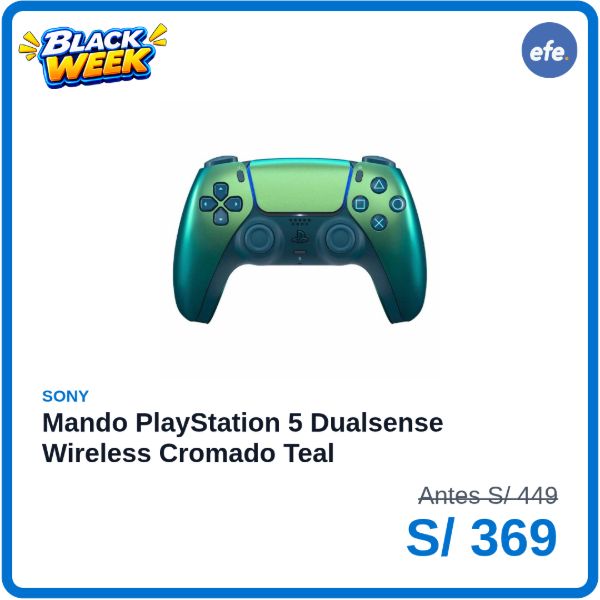 BLACK
WEEK
efe.
SONY
Mando PlayStation 5 Dualsense
Wireless Cromado Teal
Antes S/ 449
S/ 369